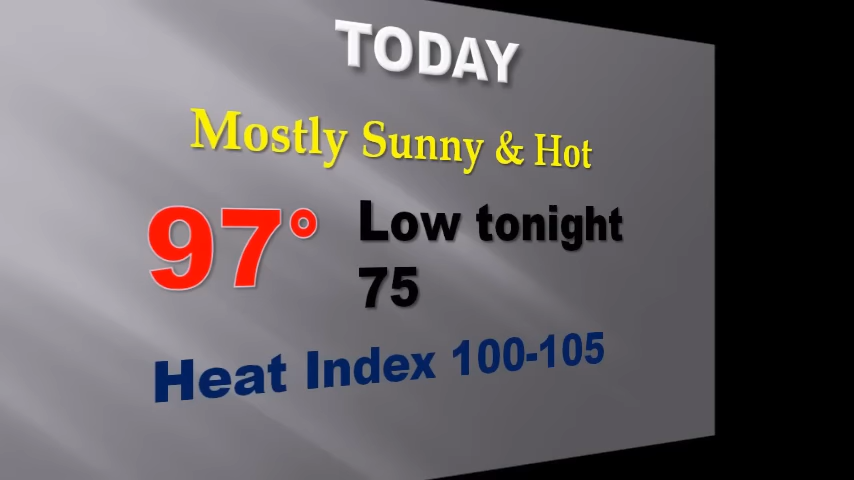 TODAY
Mostly Sunny & Hot
97° Low tonight
75
Heat Index 100-105